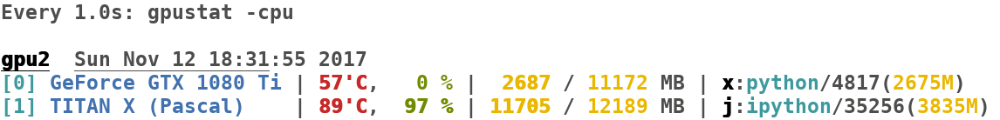 Every 1.0s: gpustat -cpu
gpu2  Sun Nov 12 18:31:55 2017
[0] GeForce GTX 1080 Ti | 57'C,   0 % |  2687 / 11172 MB | x:python/4817(2675M)
[1] TITAN X (Pascal)    | 89'C,  97 % | 11705 / 12189 MB | j:ipython/35256(3835M)